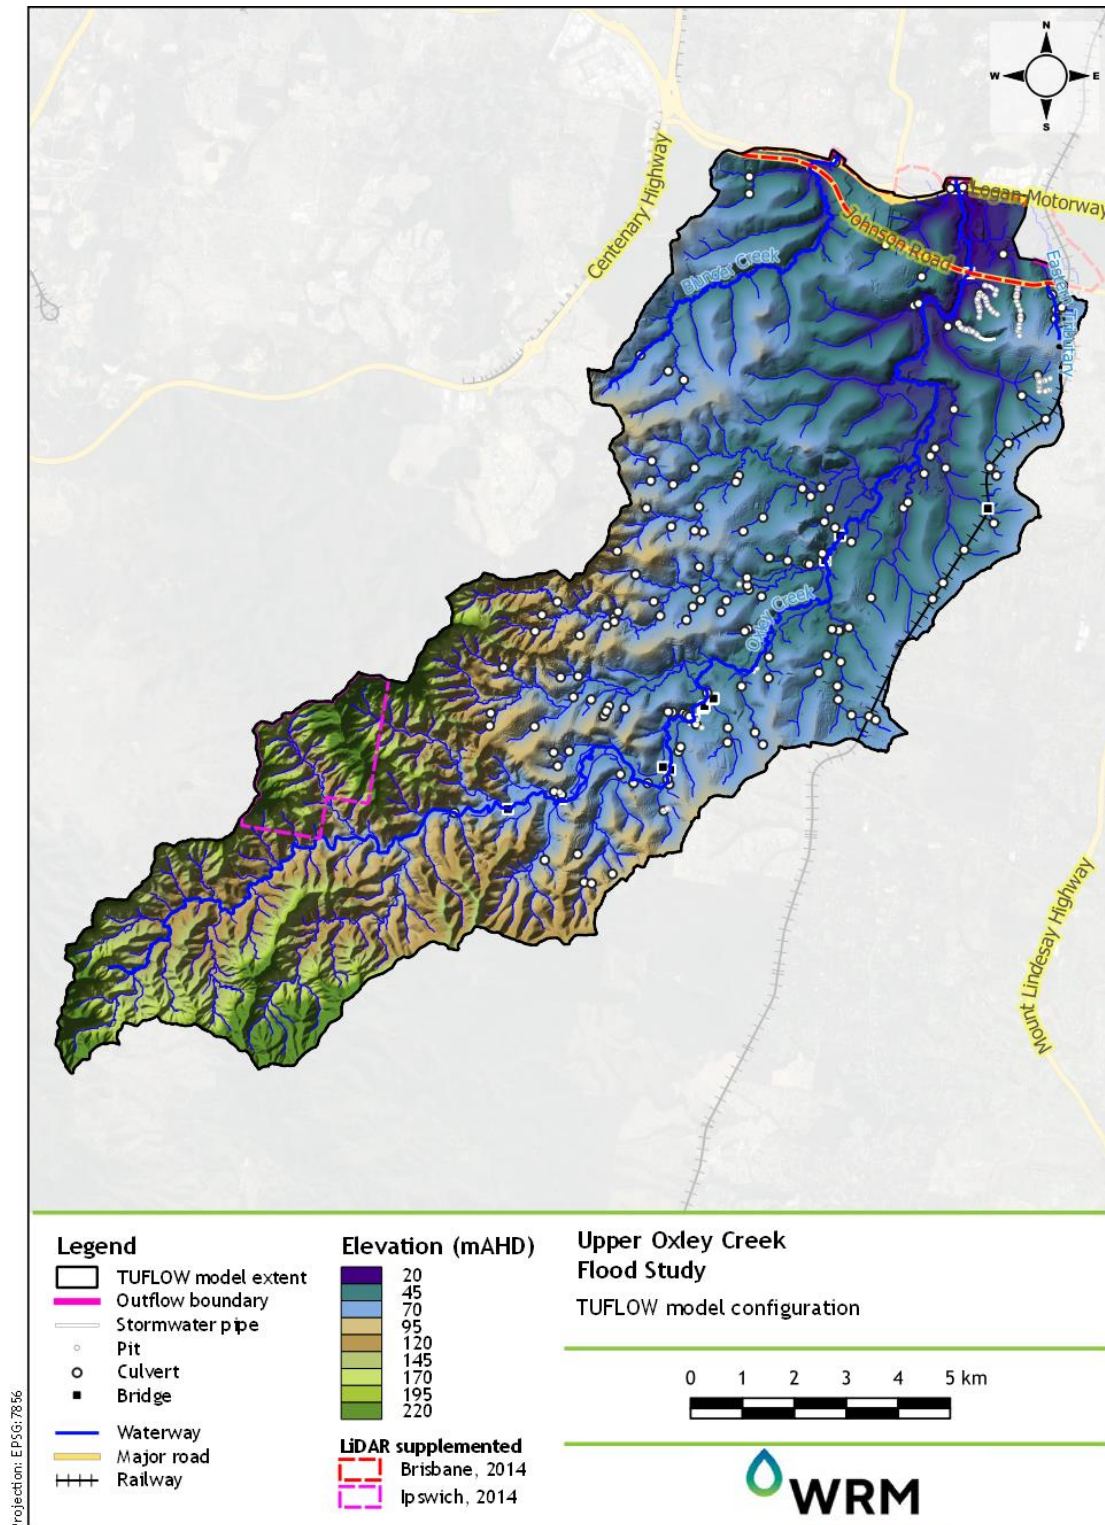 N
W
E
S
Centenary Highway
Logan Motorway
Johnson Road
Blunder Creek
Eastern Tributary
Oxley Creek
Mount Lindesay Highway
Legend
TUFLOW model extent
Outflow boundary
Stormwater pipe
Pit
Culvert
Bridge
Waterway
Major road
Railway
Elevation (mAHD)
20
45
70
95
120
145
170
195
220
LiDAR supplemented
Brisbane, 2014
Ipswich, 2014
Upper Oxley Creek
Flood Study
TUFLOW model configuration
0 1 2 3 4 5 km
WRM
Projection: EPSG:7856